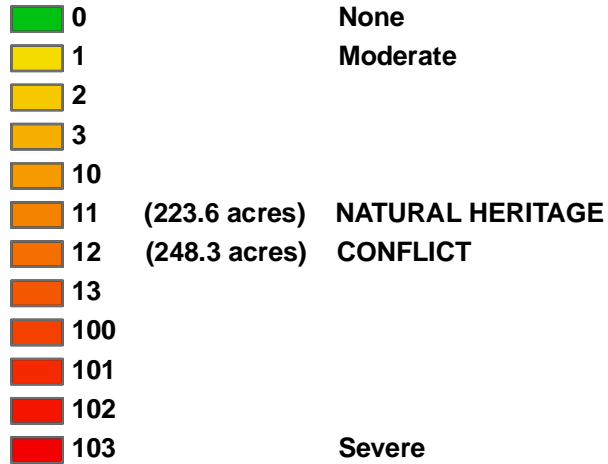 0 None
1 Moderate
2
3
10
11 (223.6 acres) NATURAL HERITAGE
12 (248.3 acres) CONFLICT
13
100
101
102
103 Severe